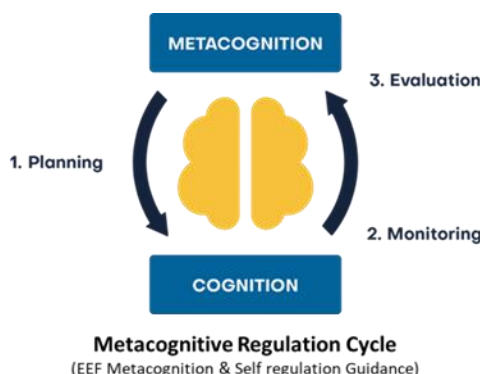 METACOGNITION
3. Evaluation
1. Planning
2. Monitoring
COGNITION
Metacognitive Regulation Cycle
(EEF Metacognition & Self regulation Guidance)